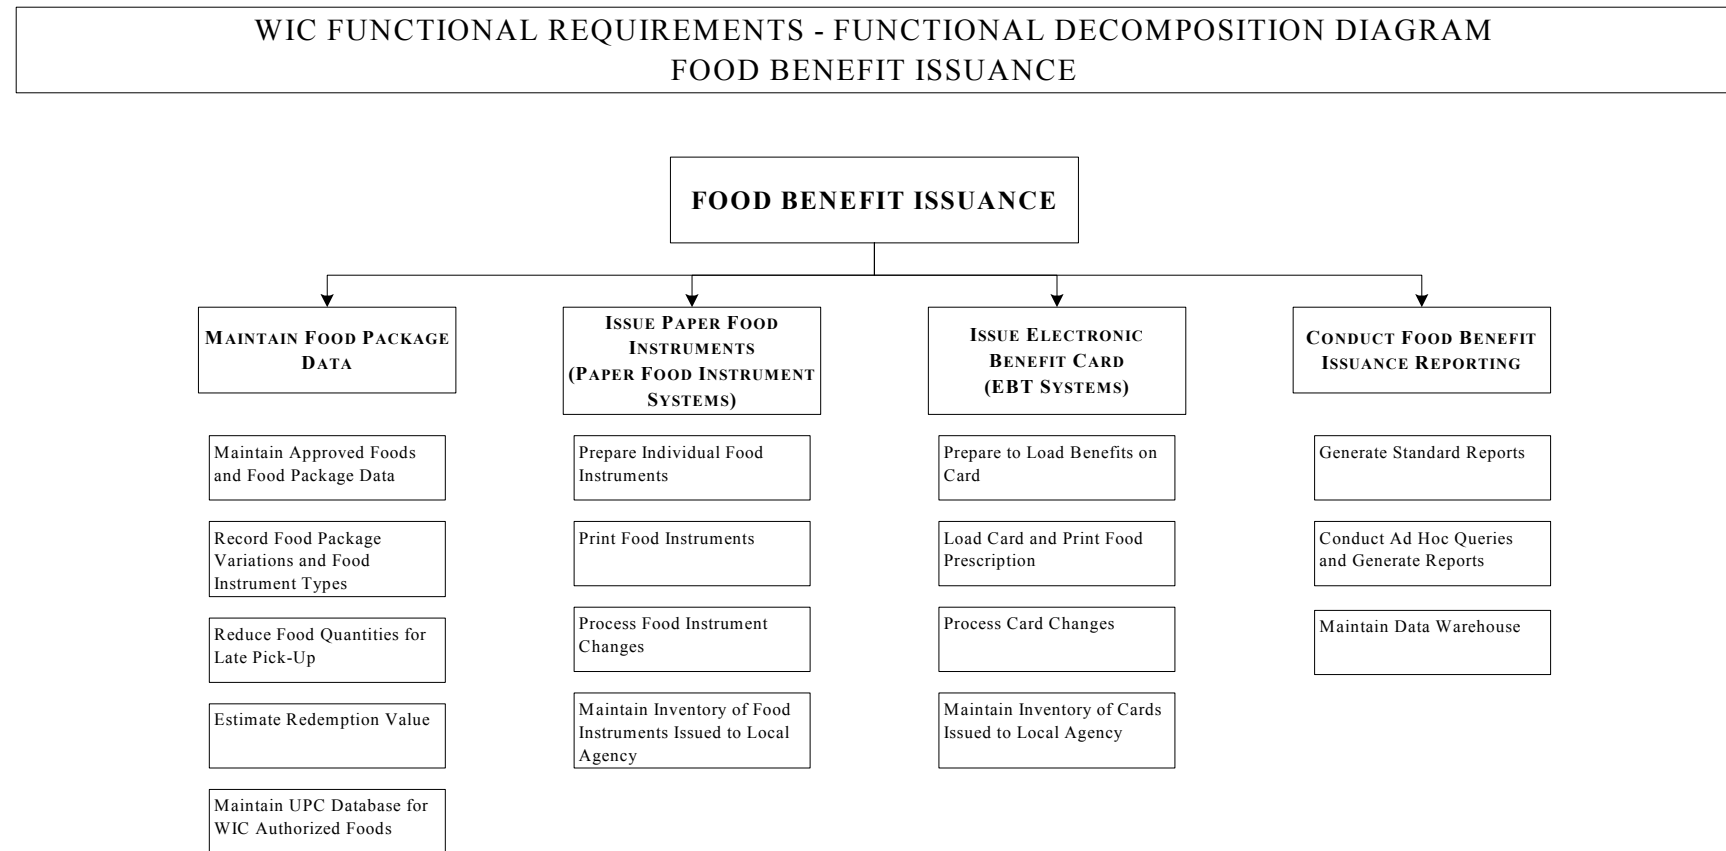 WIC FUNCTIONAL REQUIREMENTS - FUNCTIONAL DECOMPOSITION DIAGRAM
FOOD BENEFIT ISSUANCE
FOOD BENEFIT ISSUANCE
MAINTAIN FOOD PACKAGE
DATA
ISSUE PAPER FOOD
INSTRUMENTS
(PAPER FOOD INSTRUMENT
SYSTEMS)
ISSUE ELECTRONIC
BENEFIT CARD
(EBT SYSTEMS)
CONDUCT FOOD BENEFIT
ISSUANCE REPORTING
Maintain Approved Foods
and Food Package Data
Record Food Package
Variations and Food
Instrument Types
Reduce Food Quantities for
Late Pick-Up
Estimate Redemption Value
Maintain UPC Database for
WIC Authorized Foods
Prepare Individual Food
Instruments
Print Food Instruments
Process Food Instrument
Changes
Maintain Inventory of Food
Instruments Issued to Local
Agency
Prepare to Load Benefits on
Card
Load Card and Print Food
Prescription
Process Card Changes
Maintain Inventory of Cards
Issued to Local Agency
Generate Standard Reports
Conduct Ad Hoc Queries
and Generate Reports
Maintain Data Warehouse